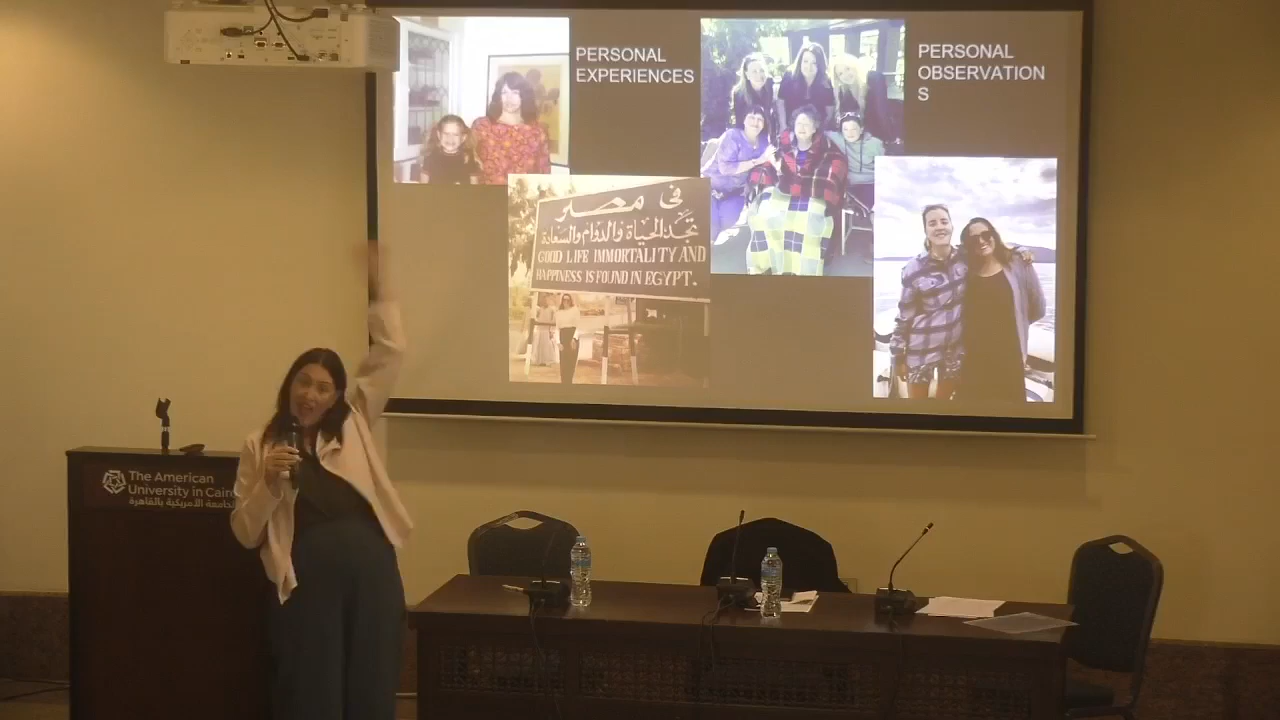 PERSONAL
EXPERIENCES
PERSONAL
OBSERVATION
S
في مصر
تجد الحياة والدوام والسعادة
GOOD LIFE IMMORTALITY AND
HAPPINESS IS FOUND IN EGYPT.
The American
University in Cairo
الجامعة الأمريكية بالقاهرة